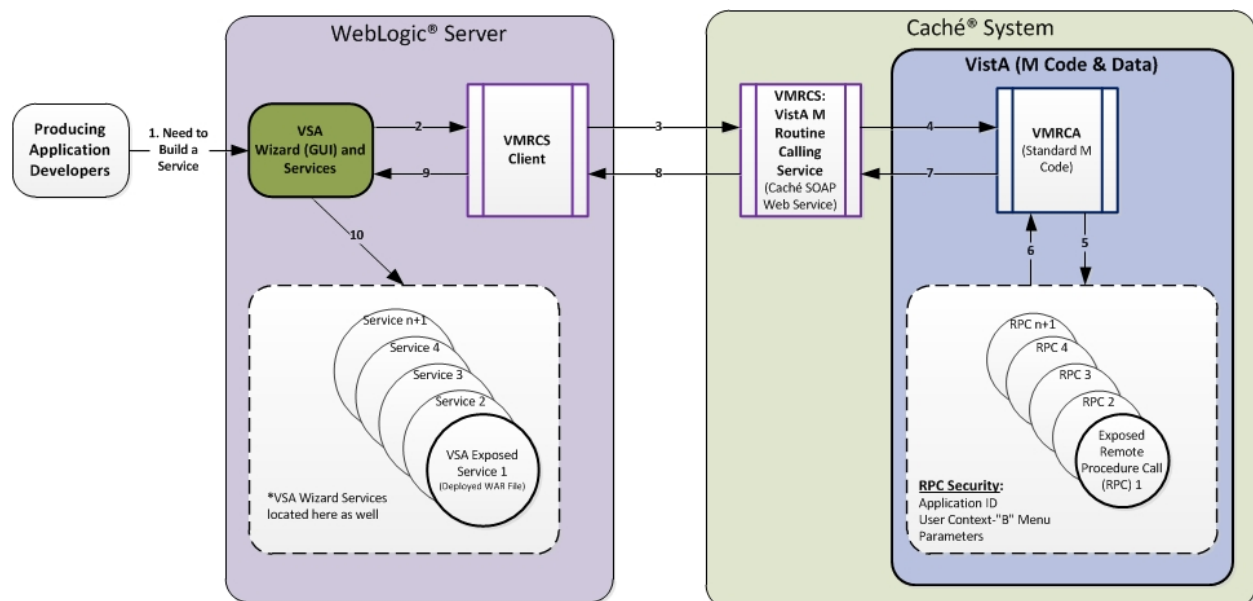 WebLogic® Server
Caché® System
VistA (M Code & Data)
Producing
Application
Developers
1. Need to
Build a
Service
VSA
Wizard (GUI) and
Services
2
9
VMRCS
Client
3
8
VMRCS:
VistA M
Routine
Calling
Service
(Caché SOAP
Web Service)
4
7
VMRCA
(Standard M
Code)
10
6
5
Service n+1
Service 4
Service 3
Service 2
VSA Exposed
Service 1
(Deployed WAR File)
*VSA Wizard Services
located here as well
RPC n+1
RPC 4
RPC 3
RPC 2
Exposed
Remote
Procedure Call
(RPC) 1
RPC Security:
Application ID
User Context-"B" Menu
Parameters